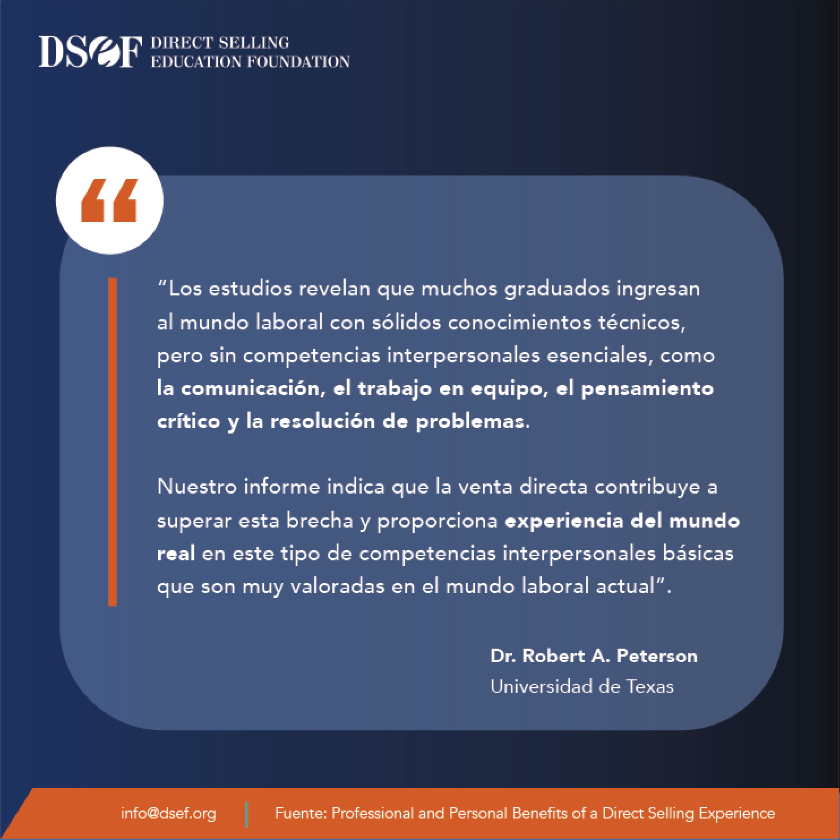 DSEF DIRECT SELLING
EDUCATION FOUNDATION
“
“Los estudios revelan que muchos graduados ingresan
al mundo laboral con sólidos conocimientos técnicos,
pero sin competencias interpersonales esenciales, como
la comunicación, el trabajo en equipo, el pensamiento
crítico y la resolución de problemas.
Nuestro informe indica que la venta directa contribuye a
superar esta brecha y proporciona experiencia del mundo
real en este tipo de competencias interpersonales básicas
que son muy valoradas en el mundo laboral actual”.
Dr. Robert A. Peterson
Universidad de Texas
info@dsef.org | Fuente: Professional and Personal Benefits of a Direct Selling Experience